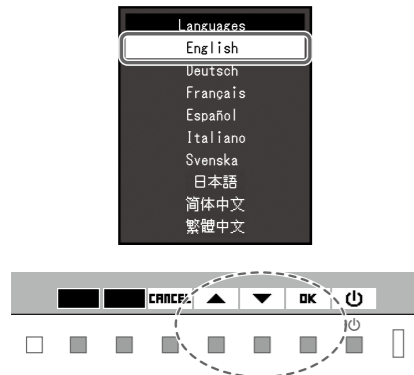 Languages
English
Deutsch
Français
Español
Italiano
Svenska
日本語
简体中文
繁體中文
CANCEL ▲ ▼ OK